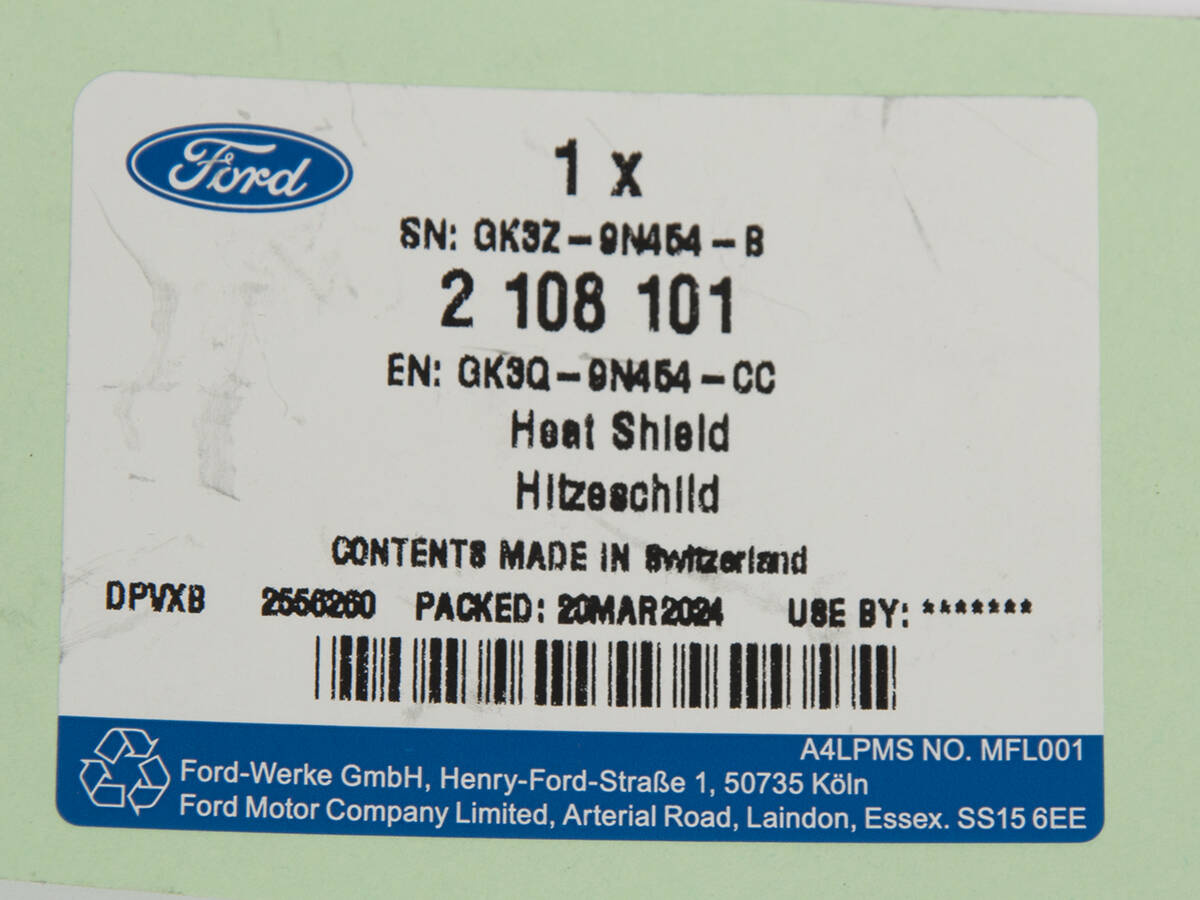 Ford
1 x
SN: GK3Z-9N454-B
2 108 101
EN: GK3Q-9N454-CC
Heat Shield
Hitzeschild
CONTENTS MADE IN Switzerland
DPVXB 2556260 PACKED: 20MAR2024 USE BY: *******
A4LPMS NO. MFL001
Ford-Werke GmbH, Henry-Ford-Straße 1, 50735 Köln
Ford Motor Company Limited, Arterial Road, Laindon, Essex. SS15 6EE